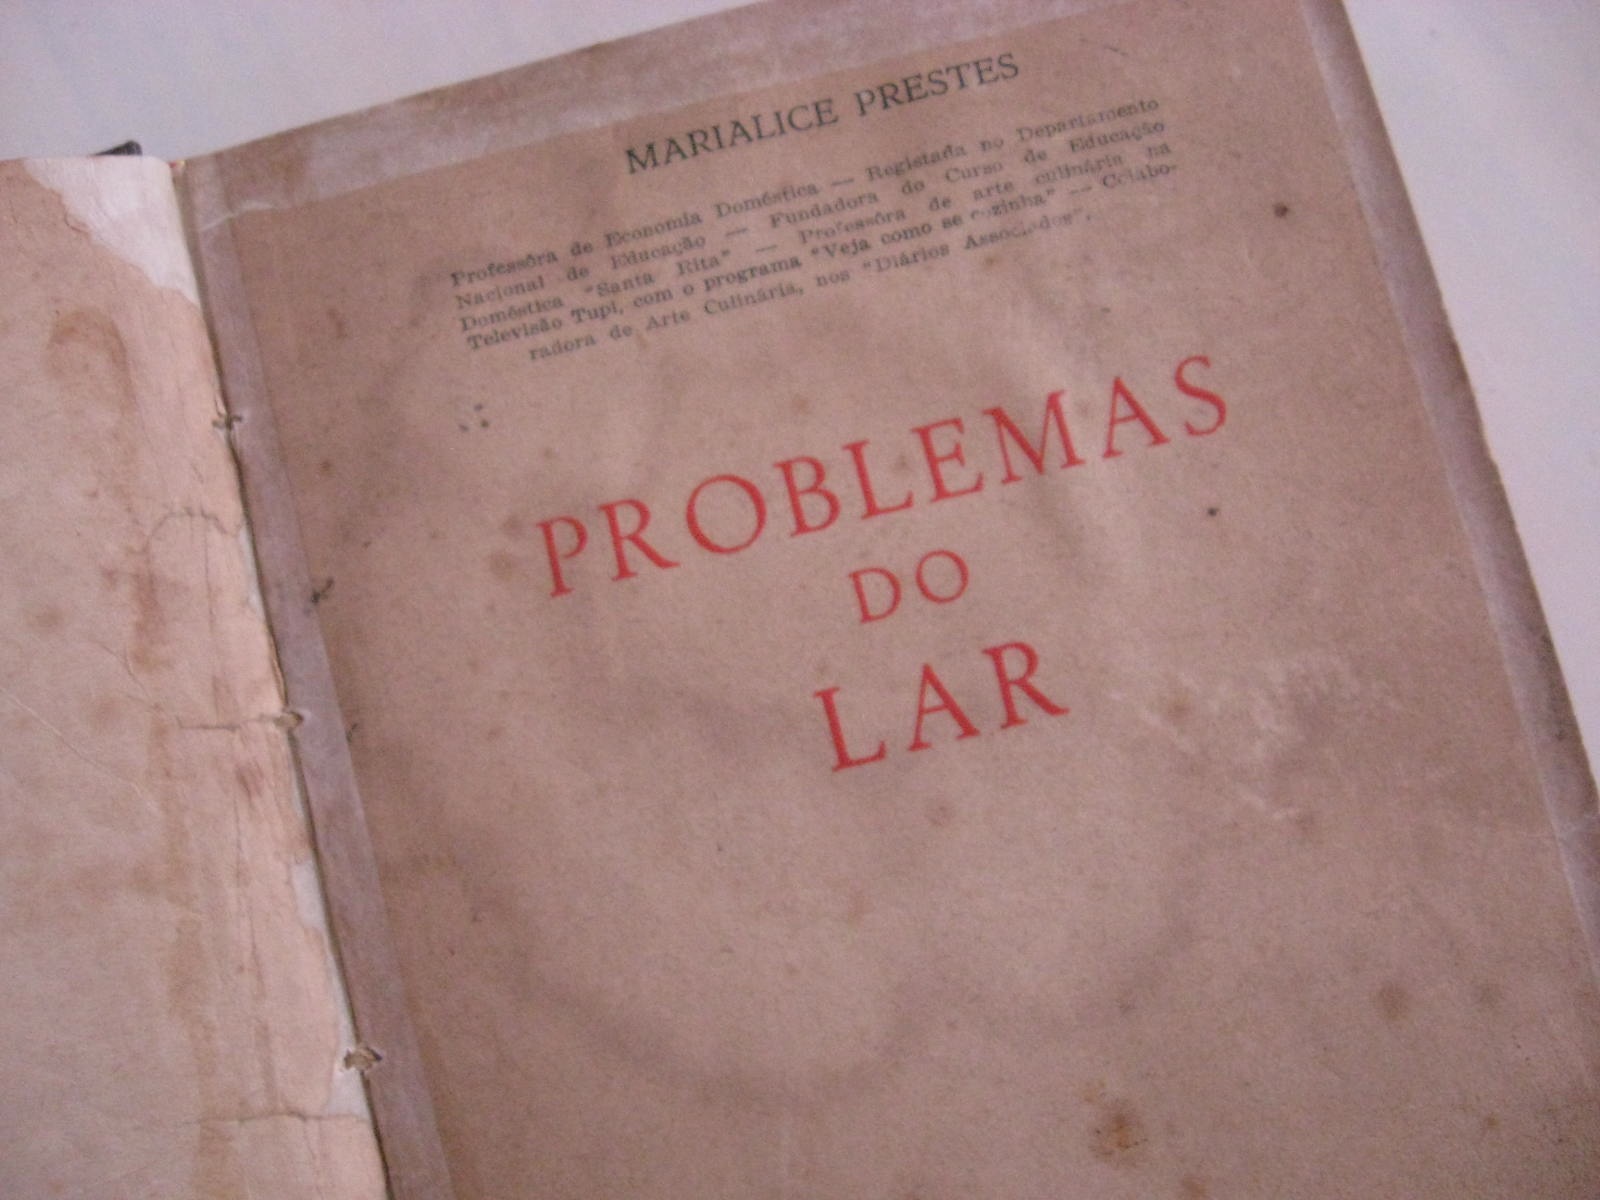 MARIALICE PRESTES
Professôra de Economia Doméstica — Registada no Departamento
Nacional de Educação — Fundadora do Curso de Educação
Doméstica "Santa Rita" — Professôra de arte culinária na
Televisão Tupi, com o programa "Veja como se cozinha" — Colabo-
radora de Arte Culinária, nos "Diários Associados".
PROBLEMAS
DO
LAR